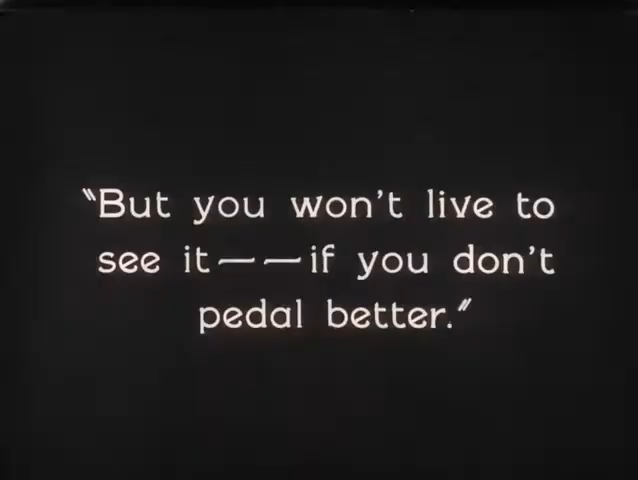 "But you won't live to
see it——if you don't
pedal better."